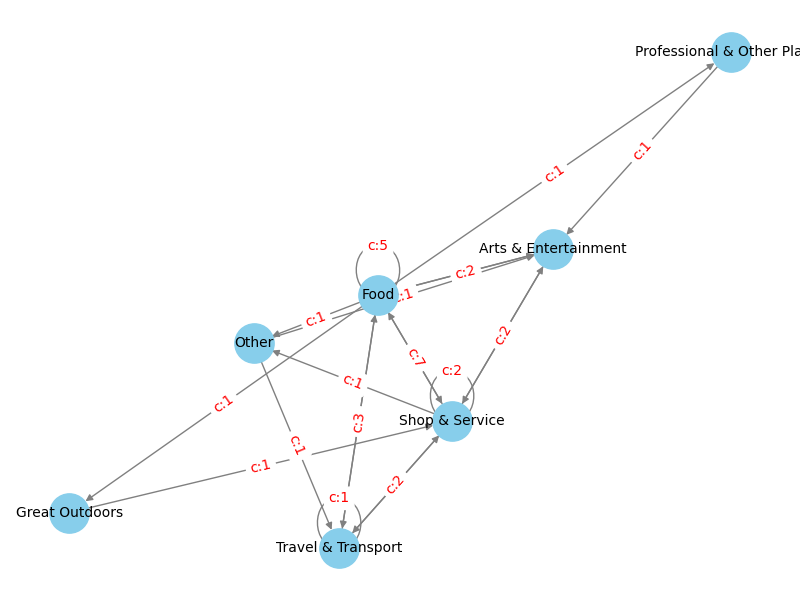 Professional & Other Pla
c:1
c:1
Arts & Entertainment
c:5
c:2
Food
c:1
c:1
Other
c:7
c:2
c:2
c:1
c:1
c:3
Shop & Service
c:1
c:1
c:2
c:1
Great Outdoors
Travel & Transport